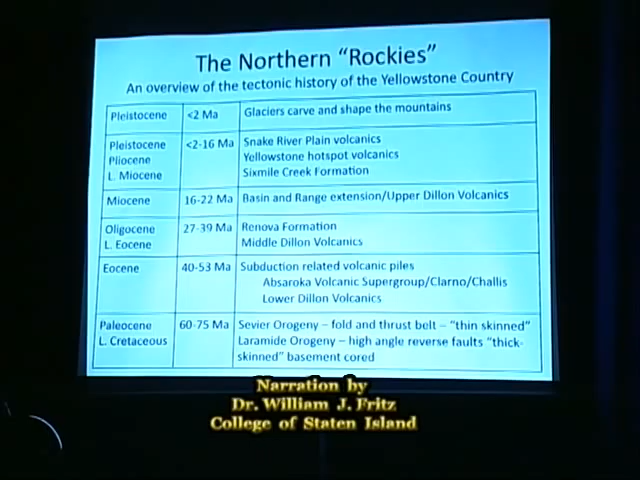 The Northern “Rockies”
An overview of the tectonic history of the Yellowstone Country
Pleistocene <2 Ma Glaciers carve and shape the mountains
Pleistocene <2-16 Ma Snake River Plain volcanics
Pliocene Yellowstone hotspot volcanics
L. Miocene Sixmile Creek Formation
Miocene 16-22 Ma Basin and Range extension/Upper Dillon Volcanics
Oligocene 27-39 Ma Renova Formation
L. Eocene Middle Dillon Volcanics
Eocene 40-53 Ma Subduction related volcanic piles
Absaroka Volcanic Supergroup/Clarno/Challis
Lower Dillon Volcanics
Paleocene 60-75 Ma Sevier Orogeny – fold and thrust belt – “thin skinned”
L. Cretaceous Laramide Orogeny – high angle reverse faults “thick-
skinned” basement cored
Narration by
Dr. William J. Fritz
College of Staten Island